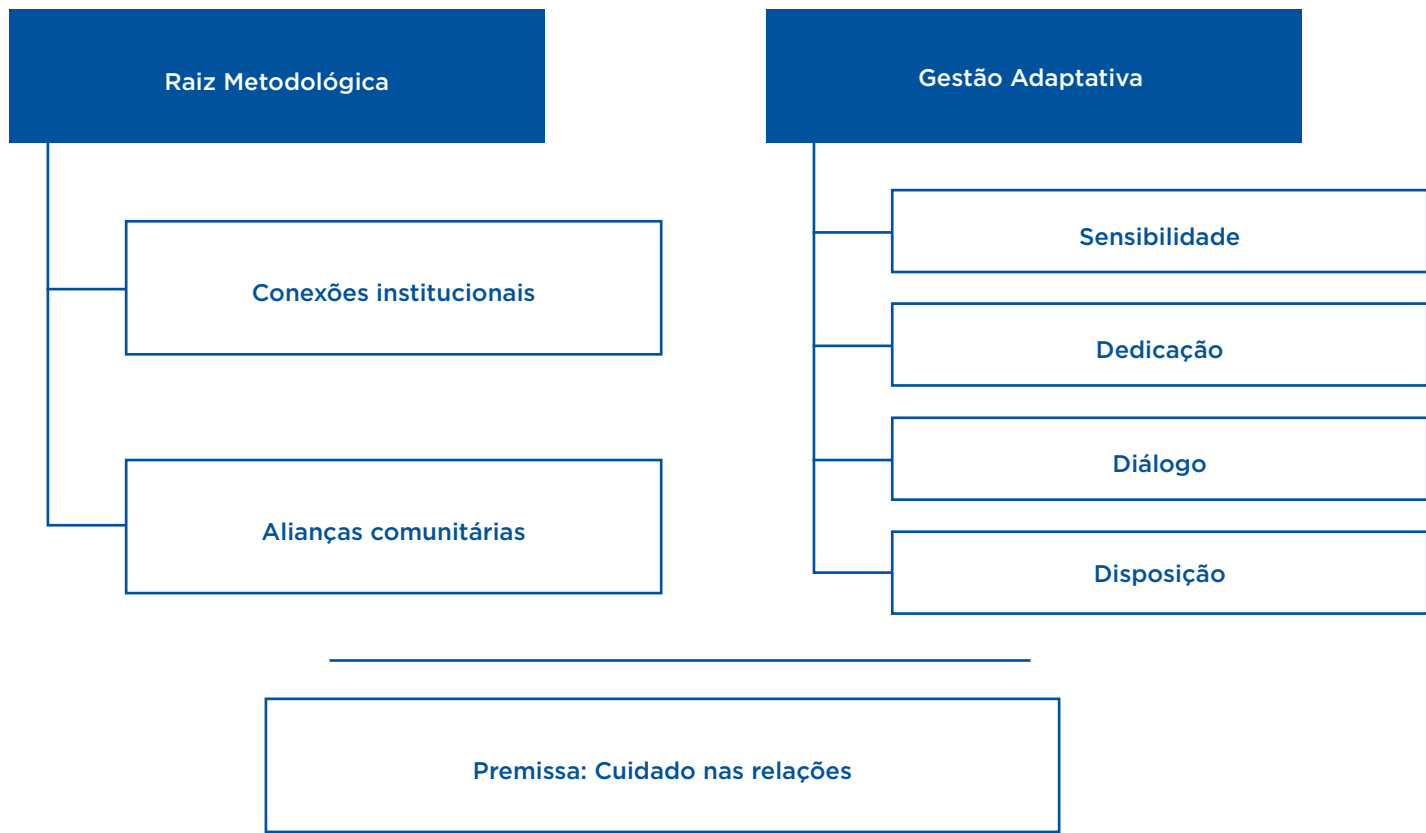 Raiz Metodológica
Conexões institucionais
Alianças comunitárias
Gestão Adaptativa
Sensibilidade
Dedicação
Diálogo
Disposição
Premissa: Cuidado nas relações